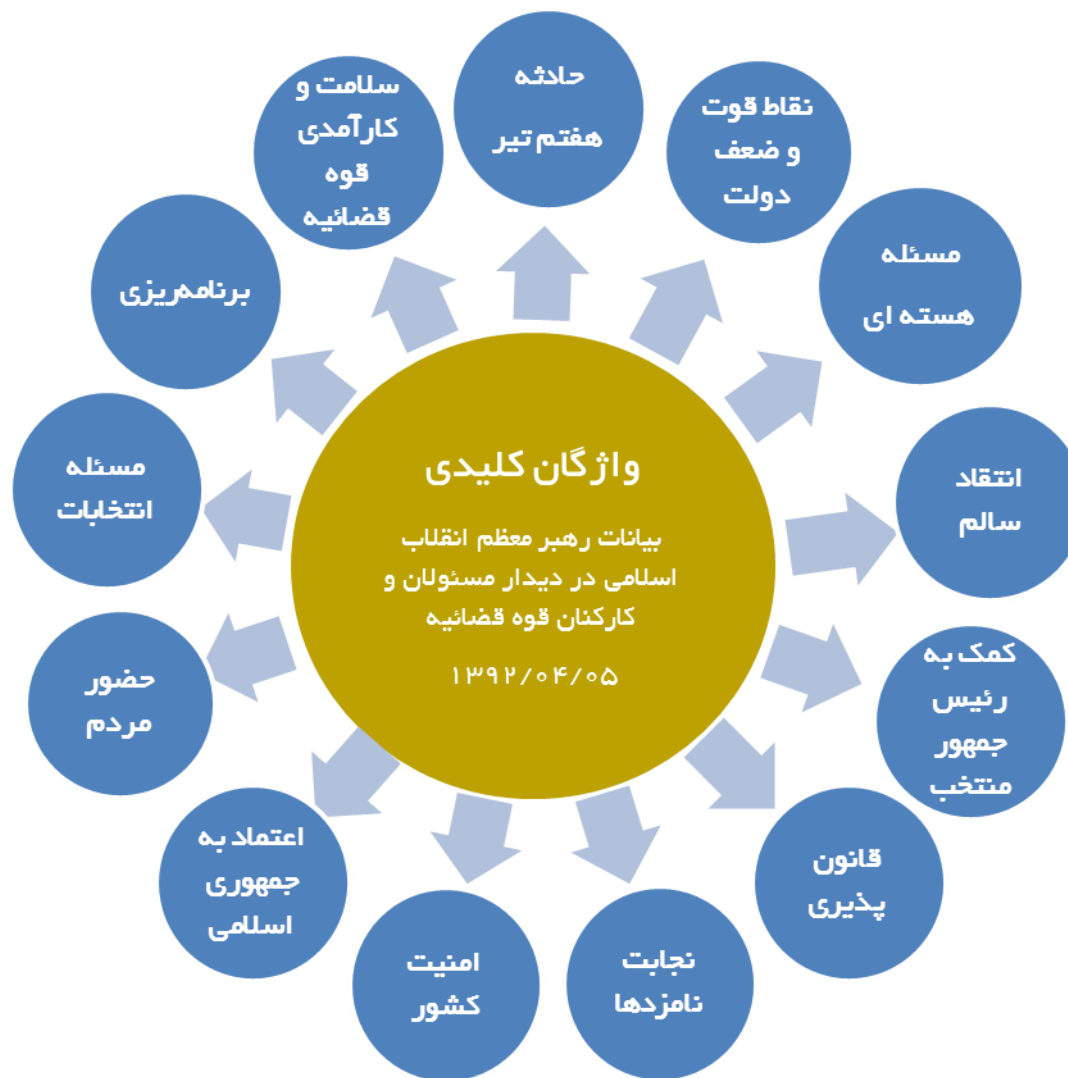 واژگان کلیدی
بیانات رهبر معظم انقلاب
اسلامی در دیدار مسئولان و
کارکنان قوه قضائیه
۱۳۹۲/۰۴/۰۵
حادثه
هفتم تیر
نقاط قوت
و ضعف
دولت
مسئله
هسته ای
انتقاد
سالم
کمک به
رئیس
جمهور
منتخب
قانون
پذیری
نجابت
نامزدها
امنیت
کشور
اعتماد به
جمهوری
اسلامی
حضور
مردم
مسئله
انتخابات
برنامه‌ریزی
سلامت و
کارآمدی
قوه
قضائیه